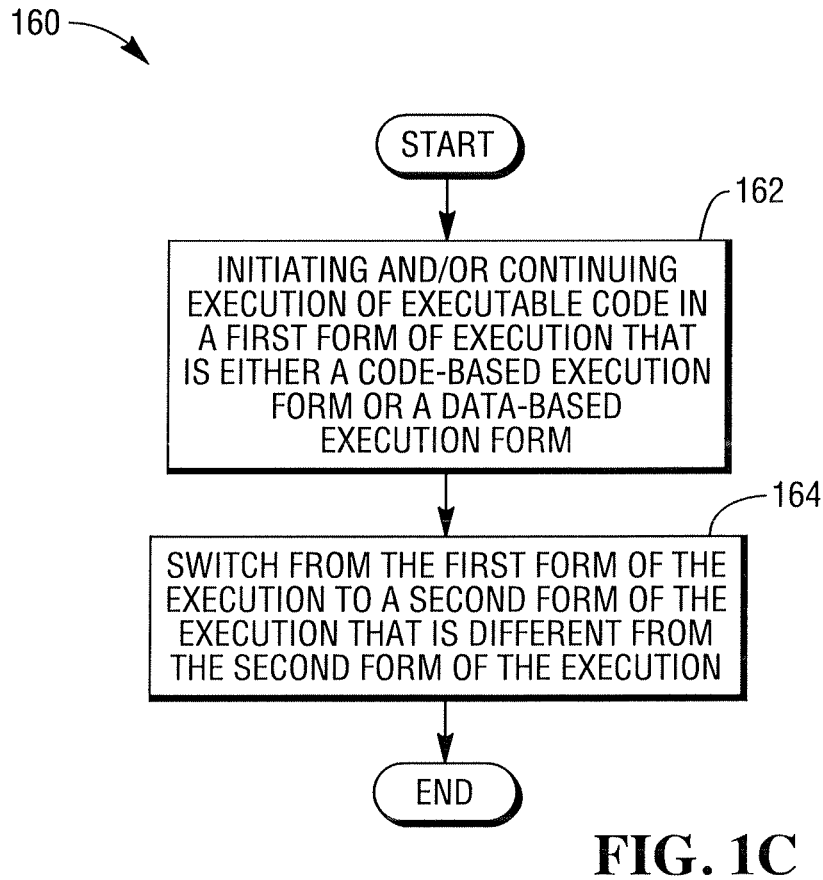 160
START
162
INITIATING AND/OR CONTINUING
EXECUTION OF EXECUTABLE CODE IN
A FIRST FORM OF EXECUTION THAT
IS EITHER A CODE-BASED EXECUTION
FORM OR A DATA-BASED
EXECUTION FORM
164
SWITCH FROM THE FIRST FORM OF THE
EXECUTION TO A SECOND FORM OF THE
EXECUTION THAT IS DIFFERENT FROM
THE SECOND FORM OF THE EXECUTION
END
FIG. 1C